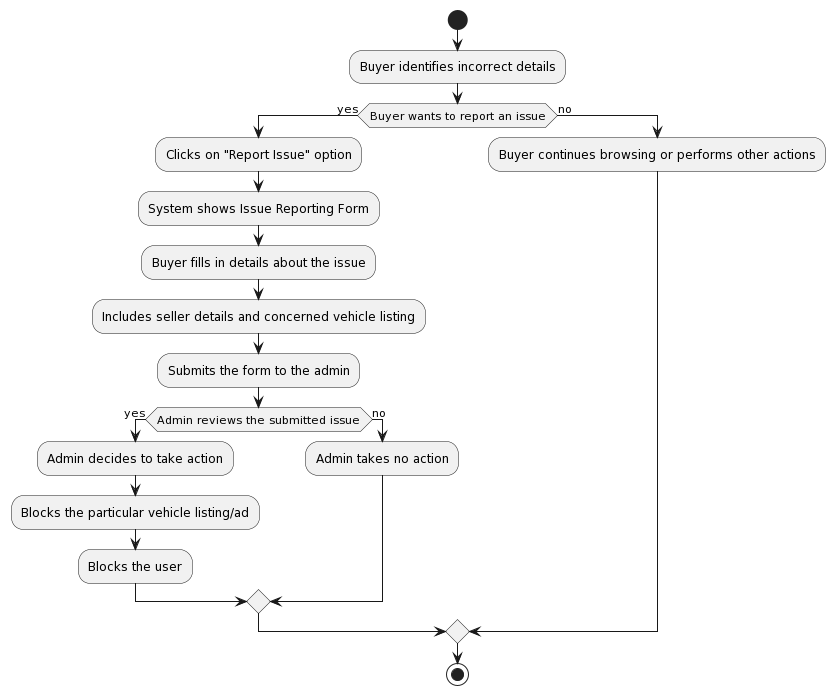 Buyer identifies incorrect details
yes
Buyer wants to report an issue
no
Clicks on "Report Issue" option
Buyer continues browsing or performs other actions
System shows Issue Reporting Form
Buyer fills in details about the issue
Includes seller details and concerned vehicle listing
Submits the form to the admin
yes
Admin reviews the submitted issue
no
Admin decides to take action
Admin takes no action
Blocks the particular vehicle listing/ad
Blocks the user